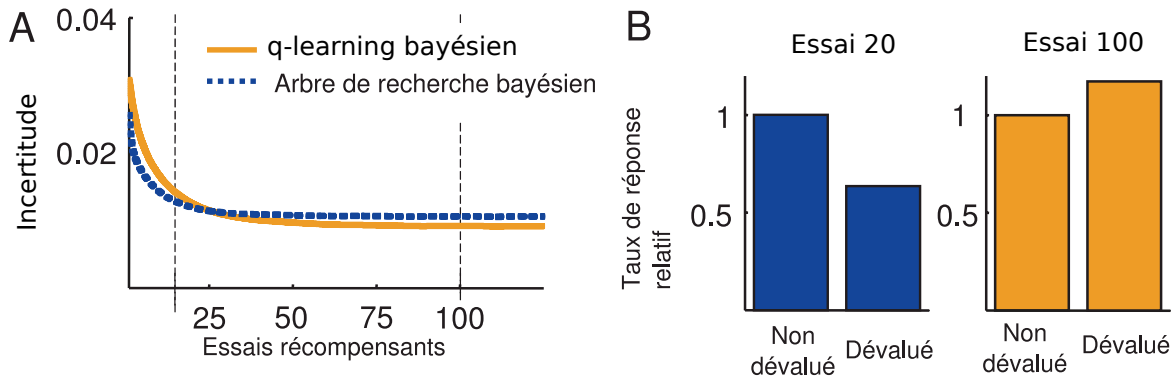 A
0.04
0.02
Incertitude
q-learning bayésien
Arbre de recherche bayésien
25
50
75
100
Essais récompensants
B
Essai 20
Essai 100
Taux de réponse
relatif
1
0.5
Non
dévalué
Dévalué
1
0.5
Non
dévalué
Dévalué